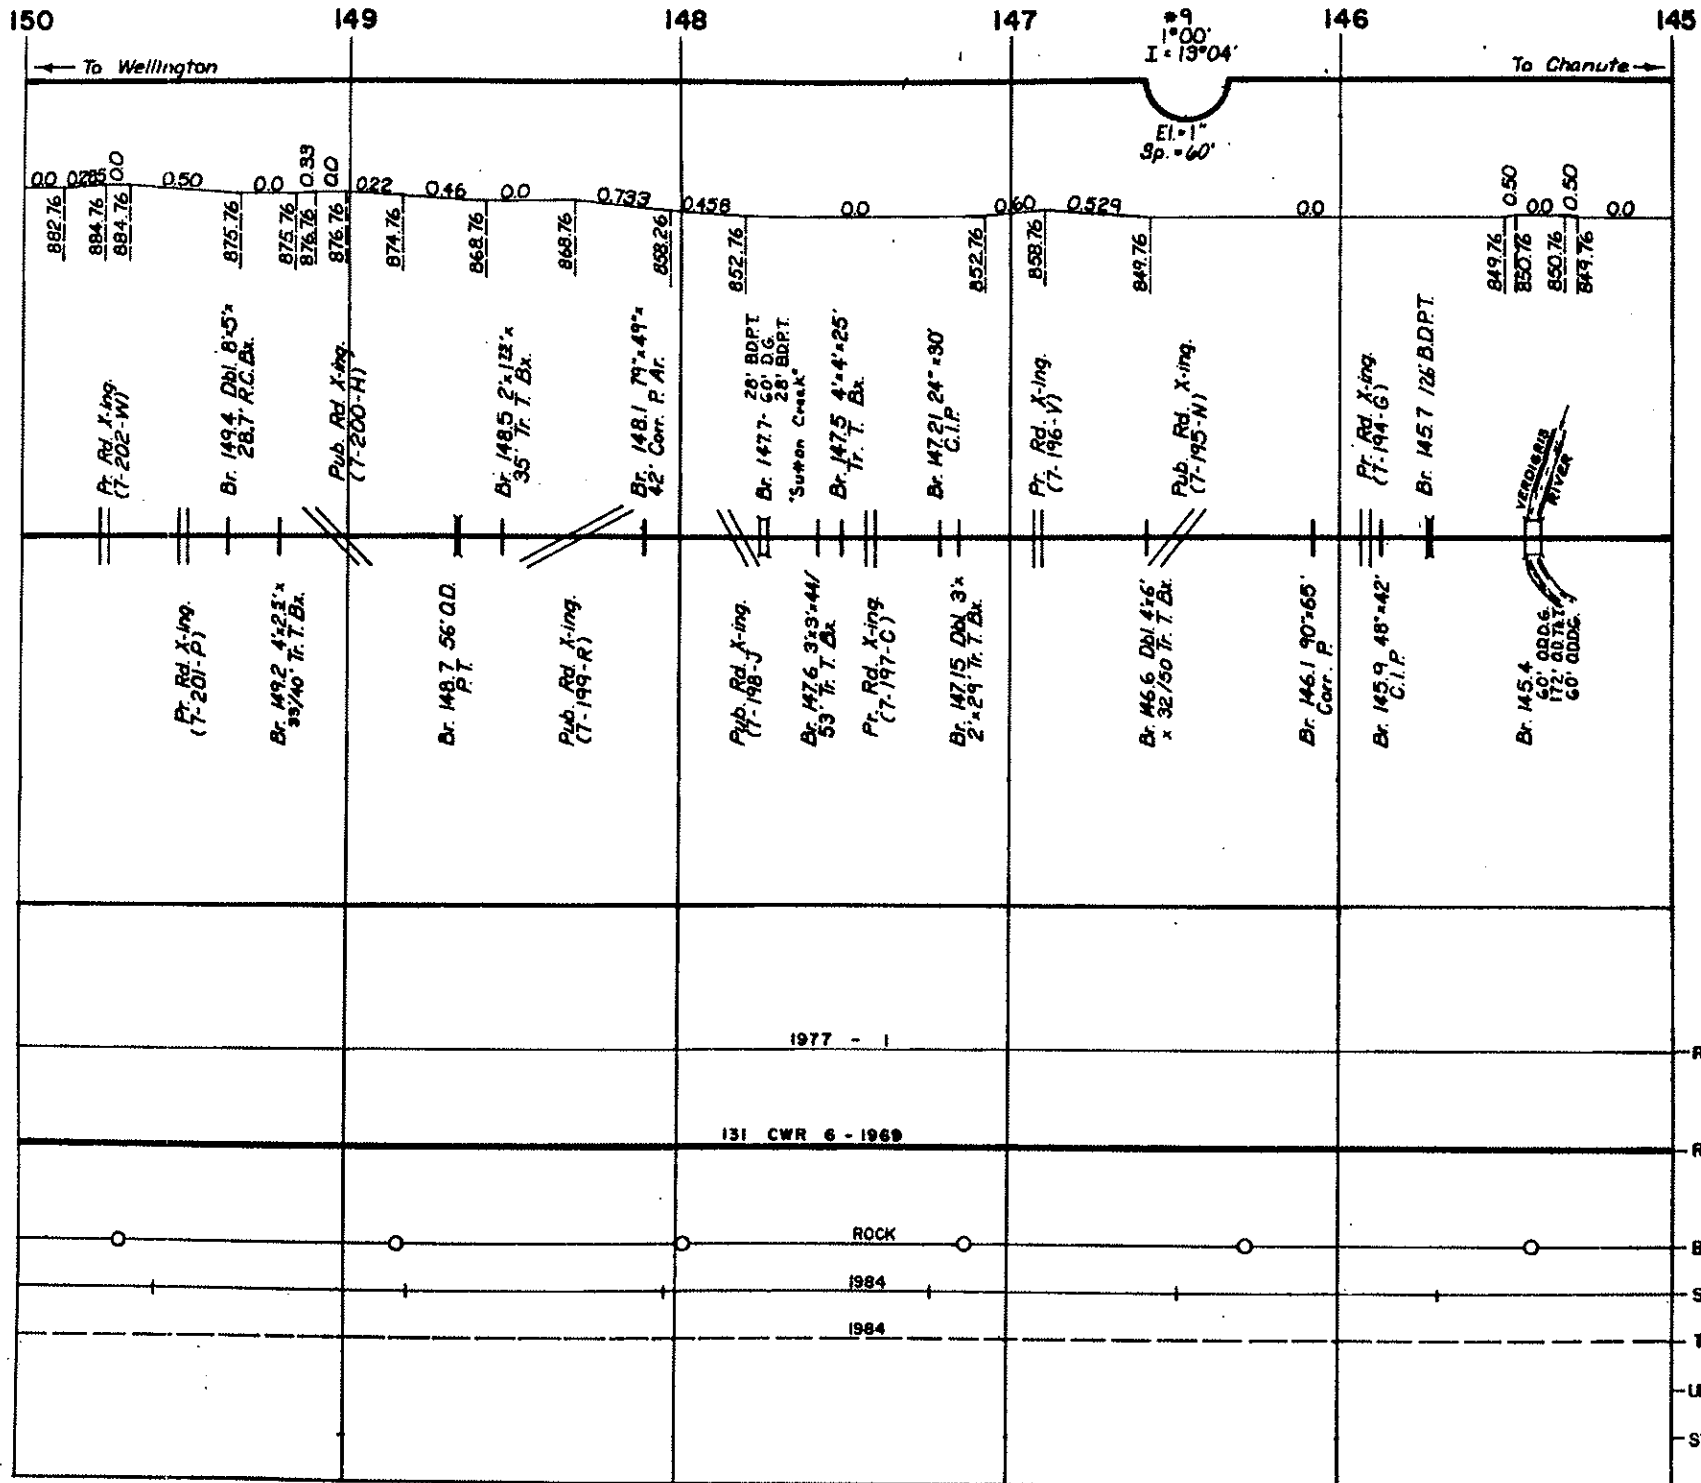 150
149
148
147
146
145
#9
1°00'
I = 13°04'
← To Wellington
To Chanute →
El. = 1"
Sp. = 60'
0.0
0.285
0.0
0.50
0.0
0.33
0.0
0.22
0.46
0.0
0.733
0.458
0.0
0.60
0.529
0.0
0.50
0.0
0.50
0.0
882.76
884.76
884.76
875.76
875.76
876.76
876.76
874.76
868.76
868.76
858.26
852.76
852.76
858.76
849.76
849.76
850.76
850.76
849.76
Pr. Rd. X-ing.
(7-202-W)
Br. 149.4 Dbl. 8'x5'x
28.7' R.C. Bx.
Pub. Rd. X-ing.
(7-200-H)
Br. 148.5
35' Tr. T. Bx.
Br. 148.1 79"x49"x
42' Corr. P. Ar.
Br. 147.7-
28' B.D.P.T.
60' D.G.
28' B.D.P.T.
"Sutton Creek"
Br. 147.5 4'x4'x25'
Tr. T. Bx.
Br. 147.21 24"x30'
C.I.P.
Pr. Rd. X-ing.
(7-196-V)
Pub. Rd. X-ing.
(7-195-N)
Pr. Rd. X-ing.
(7-194-G)
Br. 145.7 126' B.D.P.T.
VERDIGRIS
RIVER
Pr. Rd. X-ing.
(7-201-P)
Br. 149.2
33/40' Tr. T. Bx.
Br. 148.7 56' O.D.
P.T.
Pub. Rd. X-ing.
(7-199-R)
Pub. Rd. X-ing.
(7-198-J
Br. 147.6 3'x3'x44/
53' Tr. T. Bx.
Pr. Rd. X-ing.
(7-197-C)
Br. 147.15 Dbl. 3'x
2'x29' Tr. T. Bx.
Br. 146.6 Dbl. 4'x6'
x 32/50 Tr. T. Bx.
Br. 146.1 90"x65'
Corr. P.
Br. 145.9 48"x42'
C.I.P.
Br. 145.4
60' O.D.D.G.
172' O.D.T.R.T.
60' O.D.D.G.
1977 - 1
131 CWR 6 - 1969
ROCK
1984
1984